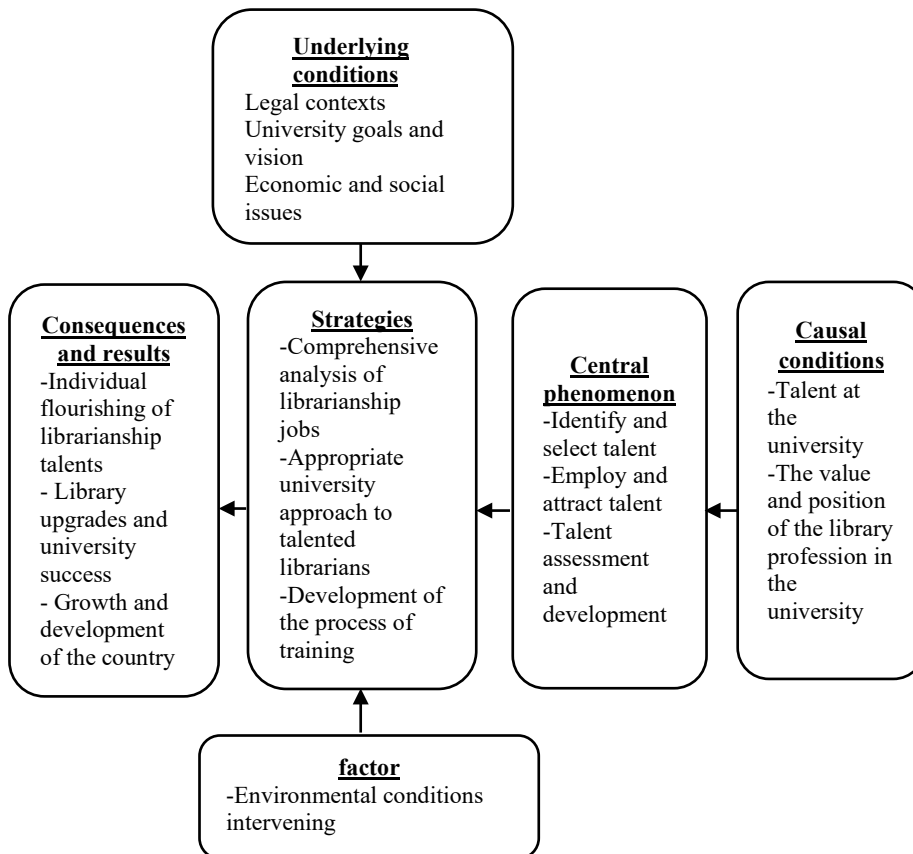 Underlying
conditions
Legal contexts
University goals and
vision
Economic and social
issues
Consequences
and results
-Individual
flourishing of
librarianship
talents
- Library
upgrades and
university
success
- Growth and
development
of the country
Strategies
-Comprehensive
analysis of
librarianship
jobs
-Appropriate
university
approach to
talented
librarians
-Development of
the process of
training
Central
phenomenon
-Identify and
select talent
-Employ and
attract talent
-Talent
assessment
and
development
Causal
conditions
-Talent at
the
university
-The value
and position
of the library
profession in
the
university
factor
-Environmental conditions
intervening